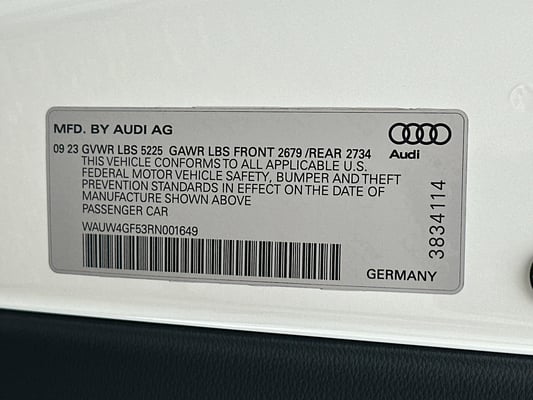 MFD. BY AUDI AG
09 23 GVWR LBS 5225 GAWR LBS FRONT 2679 /REAR 2734
THIS VEHICLE CONFORMS TO ALL APPLICABLE U.S.
FEDERAL MOTOR VEHICLE SAFETY, BUMPER AND THEFT
PREVENTION STANDARDS IN EFFECT ON THE DATE OF
MANUFACTURE SHOWN ABOVE
PASSENGER CAR
WAUW4GF53RN001649
Audi
3834114
GERMANY